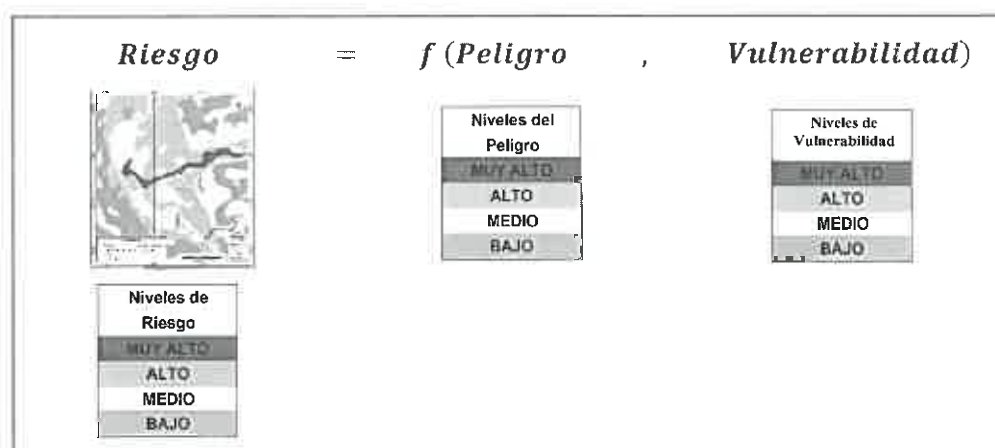 Riesgo = f (Peligro , Vulnerabilidad)
Niveles del
Peligro
MUY ALTO
ALTO
MEDIO
BAJO
Niveles de
Vulnerabilidad
MUY ALTO
ALTO
MEDIO
BAJO
Niveles de
Riesgo
MUY ALTO
ALTO
MEDIO
BAJO